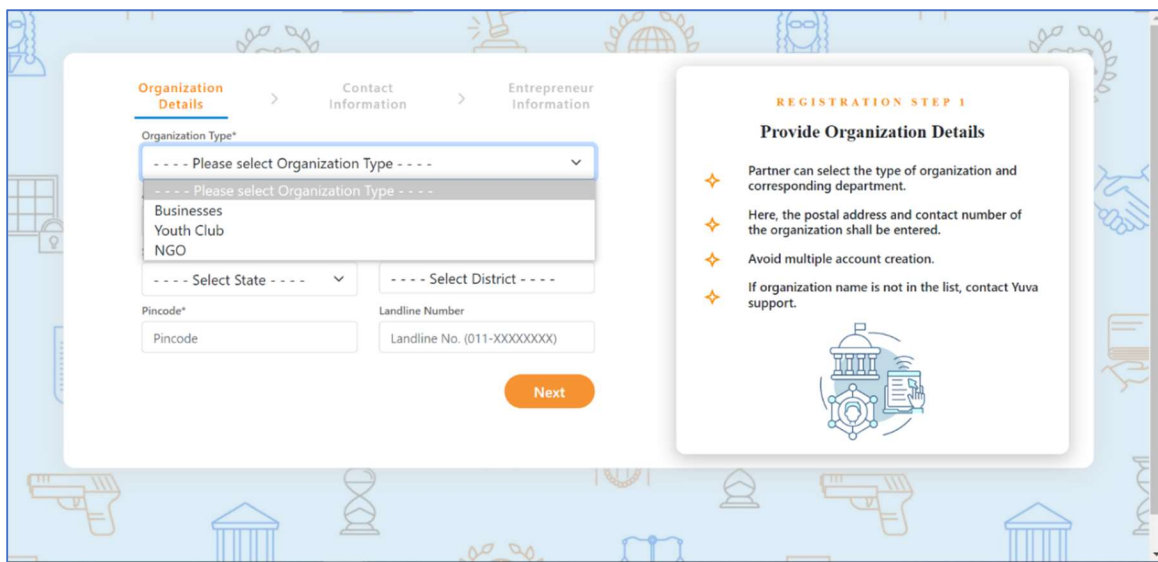 Organization
Details
Contact
Information
Entrepreneur
Information
Organization Type*
- - - - Please select Organization Type - - - -
- - - - Please select Organization Type - - - -
Businesses
Youth Club
NGO
- - - - Select State - - - -
- - - - Select District - - - -
Pincode*
Landline Number
Pincode
Landline No. (011-XXXXXXXX)
Next
REGISTRATION STEP 1
Provide Organization Details
Partner can select the type of organization and
corresponding department.
Here, the postal address and contact number of
the organization shall be entered.
Avoid multiple account creation.
If organization name is not in the list, contact Yuva
support.